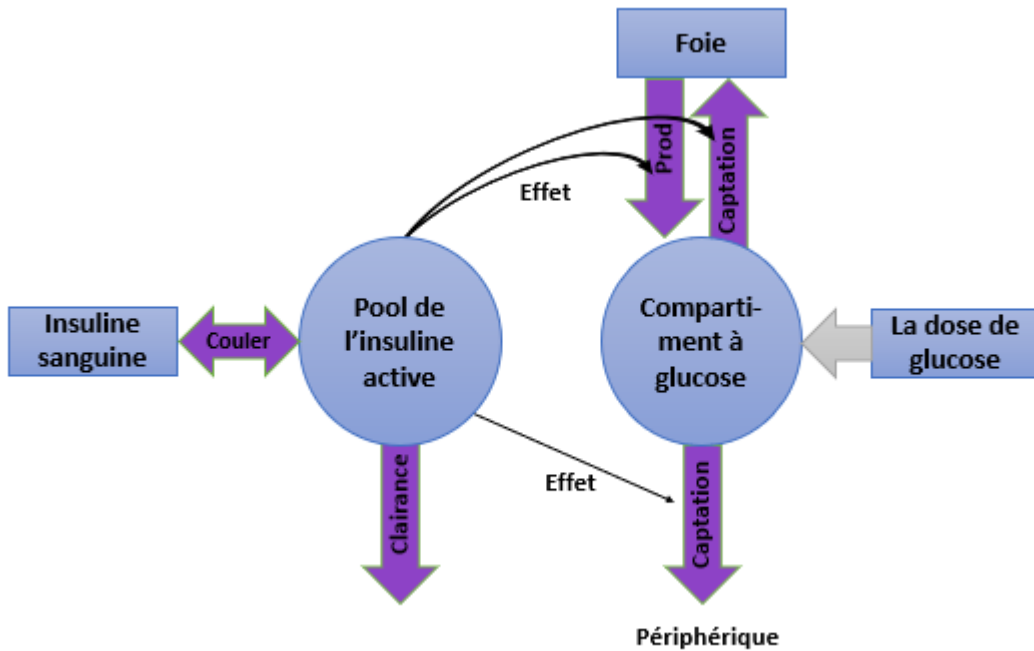 Foie
Prod
Captation
Effet
Insuline
sanguine
Couler
Pool de
l'insuline
active
Comparti-
ment à
glucose
La dose de
glucose
Clairance
Effet
Captation
Périphérique